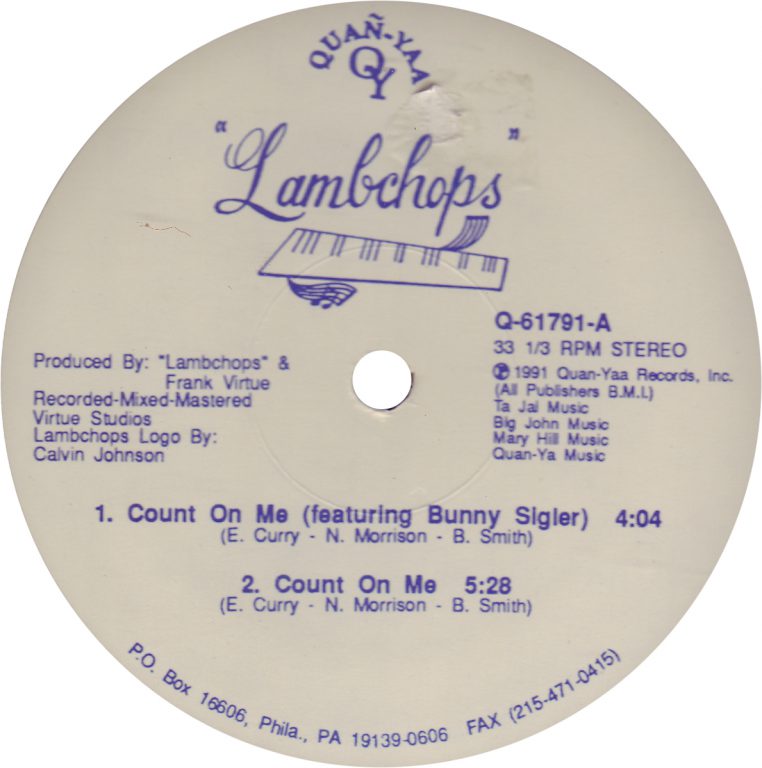 QUAÑ-YAA
QY
"Lambchops"
Q-61791-A
33 1/3 RPM STEREO
℗ 1991 Quan-Yaa Records, Inc.
(All Publishers B.M.I.)
Ta Jai Music
Big John Music
Mary Hill Music
Quan-Ya Music
Produced By: "Lambchops" &
Frank Virtue
Recorded-Mixed-Mastered
Virtue Studios
Lambchops Logo By:
Calvin Johnson
1. Count On Me (featuring Bunny Sigler) 4:04
(E. Curry - N. Morrison - B. Smith)
2. Count On Me 5:28
(E. Curry - N. Morrison - B. Smith)
P.O. Box 16606, Phila., PA 19139-0606 FAX (215-471-0415)